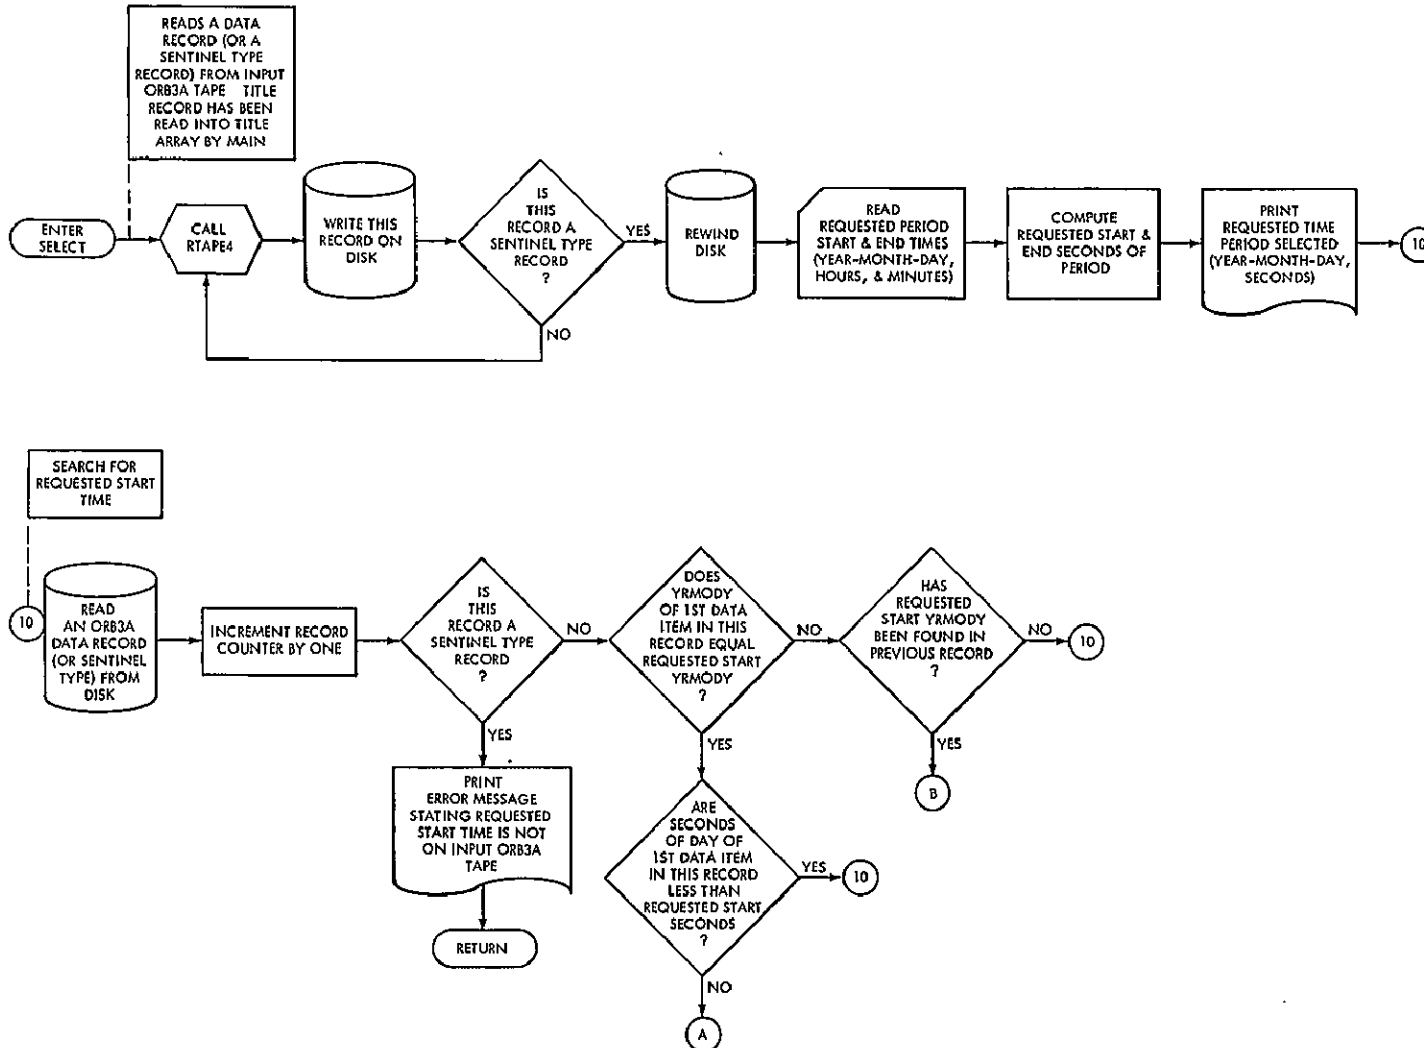 READS A DATA
RECORD (OR A
SENTINEL TYPE
RECORD) FROM INPUT
ORB3A TAPE TITLE
RECORD HAS BEEN
READ INTO TITLE
ARRAY BY MAIN
ENTER
SELECT
CALL
RTAPE4
WRITE THIS
RECORD ON
DISK
IS
THIS
RECORD A
SENTINEL TYPE
RECORD
?
YES
NO
REWIND
DISK
READ
REQUESTED PERIOD
START & END TIMES
(YEAR-MONTH-DAY,
HOURS, & MINUTES)
COMPUTE
REQUESTED START &
END SECONDS OF
PERIOD
PRINT
REQUESTED TIME
PERIOD SELECTED
(YEAR-MONTH-DAY,
SECONDS)
10
SEARCH FOR
REQUESTED START
TIME
10
READ
AN ORB3A
DATA RECORD
(OR SENTINEL
TYPE) FROM
DISK
INCREMENT RECORD
COUNTER BY ONE
IS
THIS
RECORD A
SENTINEL TYPE
RECORD
?
NO
YES
PRINT
ERROR MESSAGE
STATING REQUESTED
START TIME IS NOT
ON INPUT ORB3A
TAPE
RETURN
DOES
YRMODY
OF 1ST DATA
ITEM IN THIS
RECORD EQUAL
REQUESTED START
YRMODY
?
NO
YES
ARE
SECONDS
OF DAY OF
1ST DATA ITEM
IN THIS RECORD
LESS THAN
REQUESTED START
SECONDS
?
YES
10
NO
A
HAS
REQUESTED
START YRMODY
BEEN FOUND IN
PREVIOUS RECORD
?
NO
10
YES
B